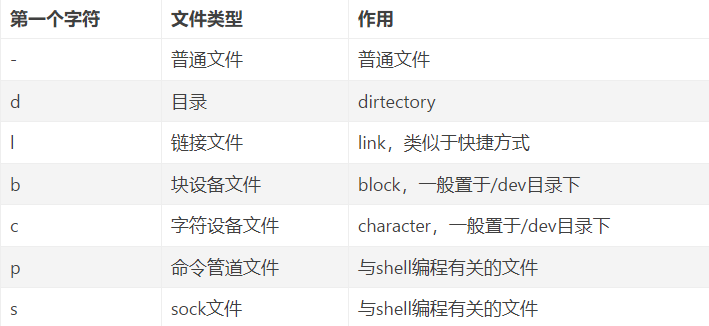 第一个字符 文件类型 作用
- 普通文件 普通文件
d 目录 dirtectory
l 链接文件 link，类似于快捷方式
b 块设备文件 block，一般置于/dev目录下
c 字符设备文件 character，一般置于/dev目录下
p 命令管道文件 与shell编程有关的文件
s sock文件 与shell编程有关的文件